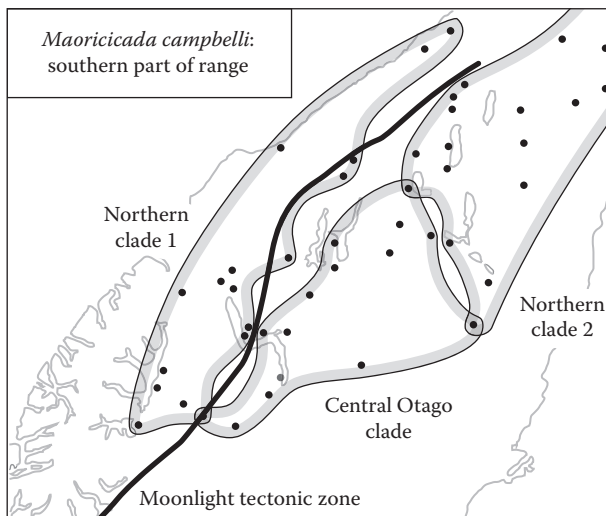 Maoricicada campbelli:
southern part of range
Northern
clade 1
Northern
clade 2
Central Otago
clade
Moonlight tectonic zone